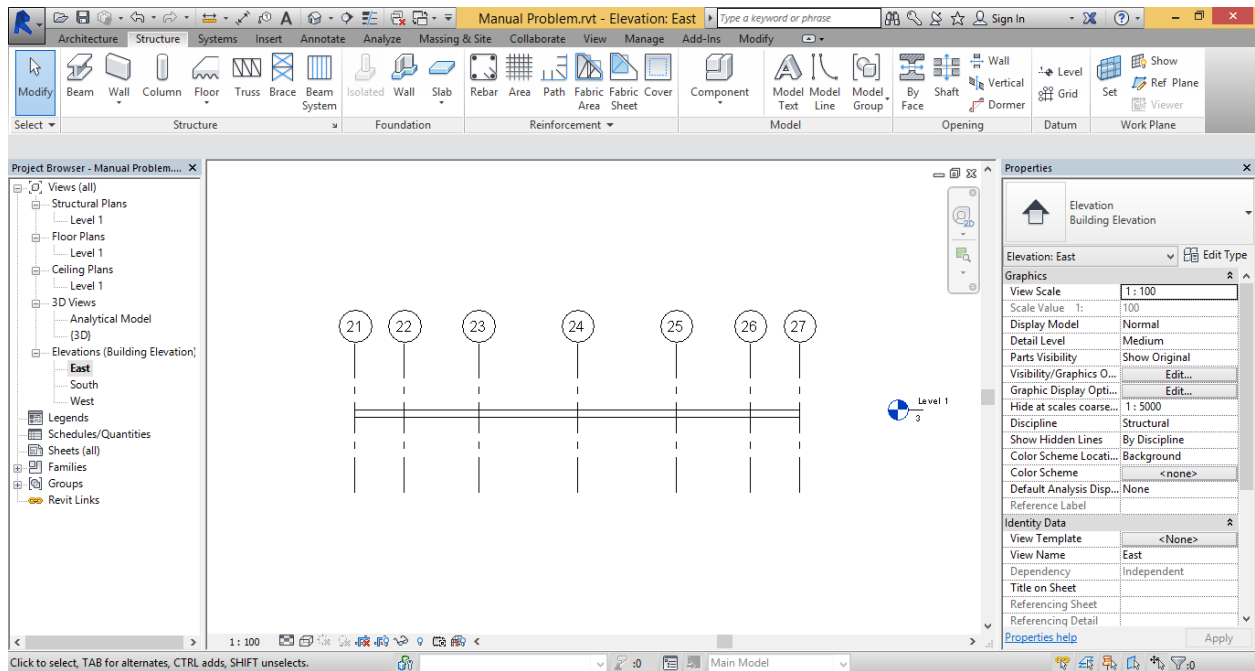 Manual Problem.rvt - Elevation: East
Type a keyword or phrase
Sign In
Architecture Structure Systems Insert Annotate Analyze Massing & Site Collaborate View Manage Add-Ins Modify
Modify Beam Wall Column Floor Truss Brace Beam System Isolated Wall Slab Rebar Area Path Fabric Area Fabric Sheet Cover Component Model Text Model Line Model Group By Face Shaft Wall Vertical Dormer Level Grid Set Show Ref Plane Viewer
Select Structure Foundation Reinforcement Model Opening Datum Work Plane
Project Browser - Manual Problem....
Views (all)
Structural Plans
Level 1
Floor Plans
Level 1
Ceiling Plans
Level 1
3D Views
Analytical Model
{3D}
Elevations (Building Elevation)
East
South
West
Legends
Schedules/Quantities
Sheets (all)
Families
Groups
Revit Links
2D
21 22 23 24 25 26 27
Level 1
3
Properties
Elevation
Building Elevation
Elevation: East Edit Type
Graphics
View Scale 1 : 100
Scale Value 1: 100
Display Model Normal
Detail Level Medium
Parts Visibility Show Original
Visibility/Graphics O... Edit...
Graphic Display Opti... Edit...
Hide at scales coarse... 1 : 5000
Discipline Structural
Show Hidden Lines By Discipline
Color Scheme Locati... Background
Color Scheme <none>
Default Analysis Disp... None
Reference Label
Identity Data
View Template <None>
View Name East
Dependency Independent
Title on Sheet
Referencing Sheet
Referencing Detail
Properties help Apply
1 : 100
Click to select, TAB for alternates, CTRL adds, SHIFT unselects. :0 Main Model :0